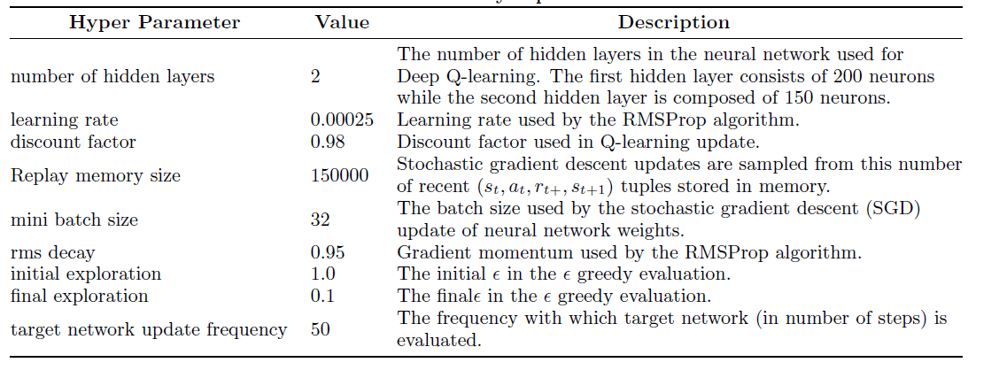 Hyper Parameter Value Description
The number of hidden layers in the neural network used for
number of hidden layers 2 Deep Q-learning. The first hidden layer consists of 200 neurons
while the second hidden layer is composed of 150 neurons.
learning rate 0.00025 Learning rate used by the RMSProp algorithm.
discount factor 0.98 Discount factor used in Q-learning update.
Replay memory size 150000 Stochastic gradient descent updates are sampled from this number
of recent (s_t, a_t, r_{t+}, s_{t+1}) tuples stored in memory.
mini batch size 32 The batch size used by the stochastic gradient descent (SGD)
update of neural network weights.
rms decay 0.95 Gradient momentum used by the RMSProp algorithm.
initial exploration 1.0 The initial ϵ in the ϵ greedy evaluation.
final exploration 0.1 The finalϵ in the ϵ greedy evaluation.
target network update frequency 50 The frequency with which target network (in number of steps) is
evaluated.